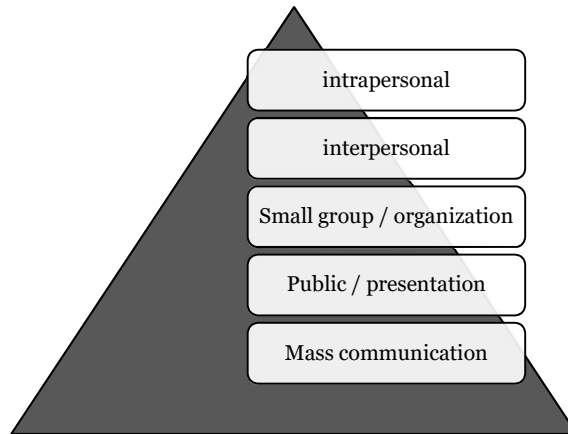 intrapersonal
interpersonal
Small group / organization
Public / presentation
Mass communication